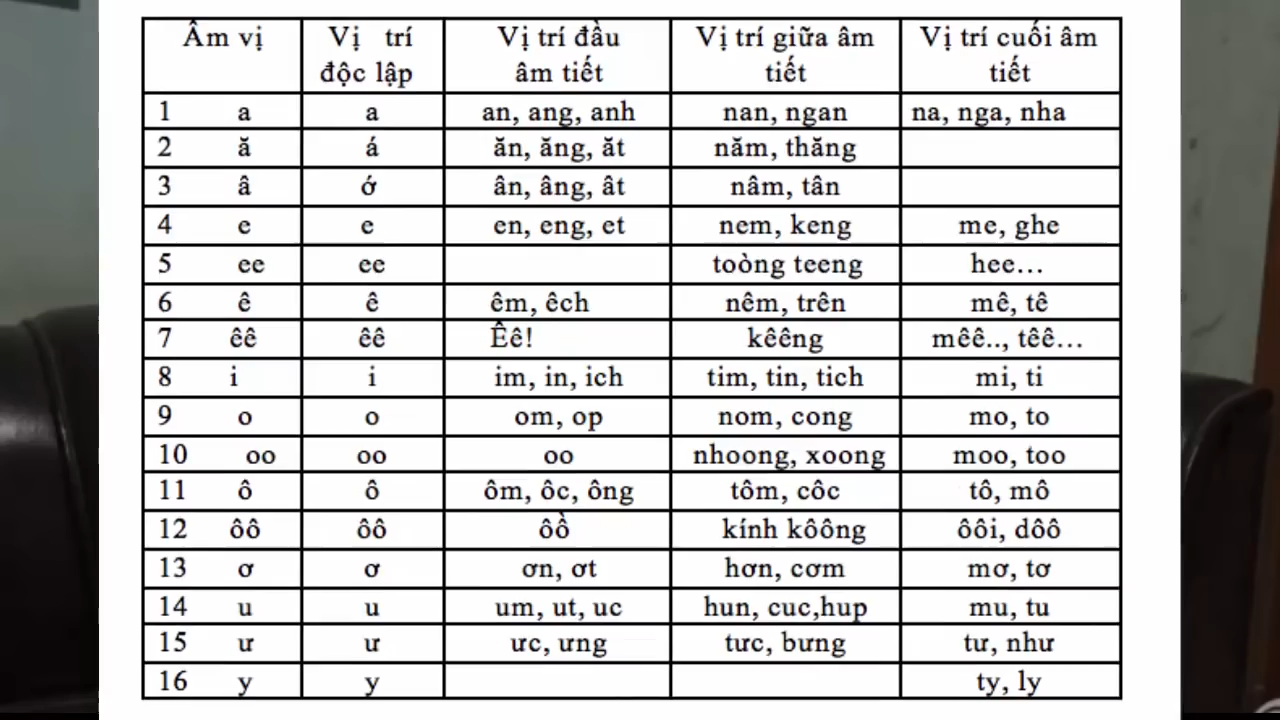 Âm vị Vị trí độc lập Vị trí đầu âm tiết Vị trí giữa âm tiết Vị trí cuối âm tiết
1 a a an, ang, anh nan, ngan na, nga, nha
2 ă á ăn, ăng, ăt năm, thăng
3 â ớ ân, âng, ât nâm, tân
4 e e en, eng, et nem, keng me, ghe
5 ee ee toòng teeng hee...
6 ê ê êm, êch nêm, trên mê, tê
7 êê êê Êê! kêêng mêê.., têê...
8 i i im, in, ich tim, tin, tich mi, ti
9 o o om, op nom, cong mo, to
10 oo oo oo nhoong, xoong moo, too
11 ô ô ôm, ôc, ông tôm, côc tô, mô
12 ôô ôô ôồ kính kôông ôôi, dôô
13 ơ ơ ơn, ơt hơn, cơm mơ, tơ
14 u u um, ut, uc hun, cuc,hup mu, tu
15 ư ư ưc, ưng tưc, bưng tư, như
16 y y ty, ly